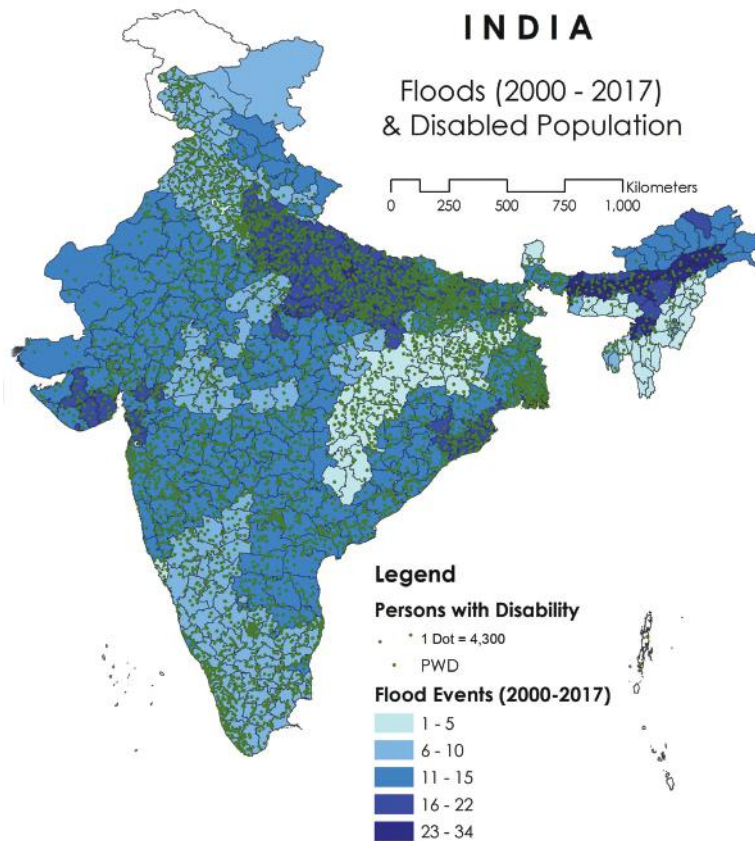 INDIA
Floods (2000 - 2017)
& Disabled Population
Kilometers
0 250 500 750 1.000
Legend
Persons with Disability
1 Dot = 4,300
PWD
Flood Events (2000-2017)
1 - 5
6 - 10
11 - 15
16 - 22
23 - 34